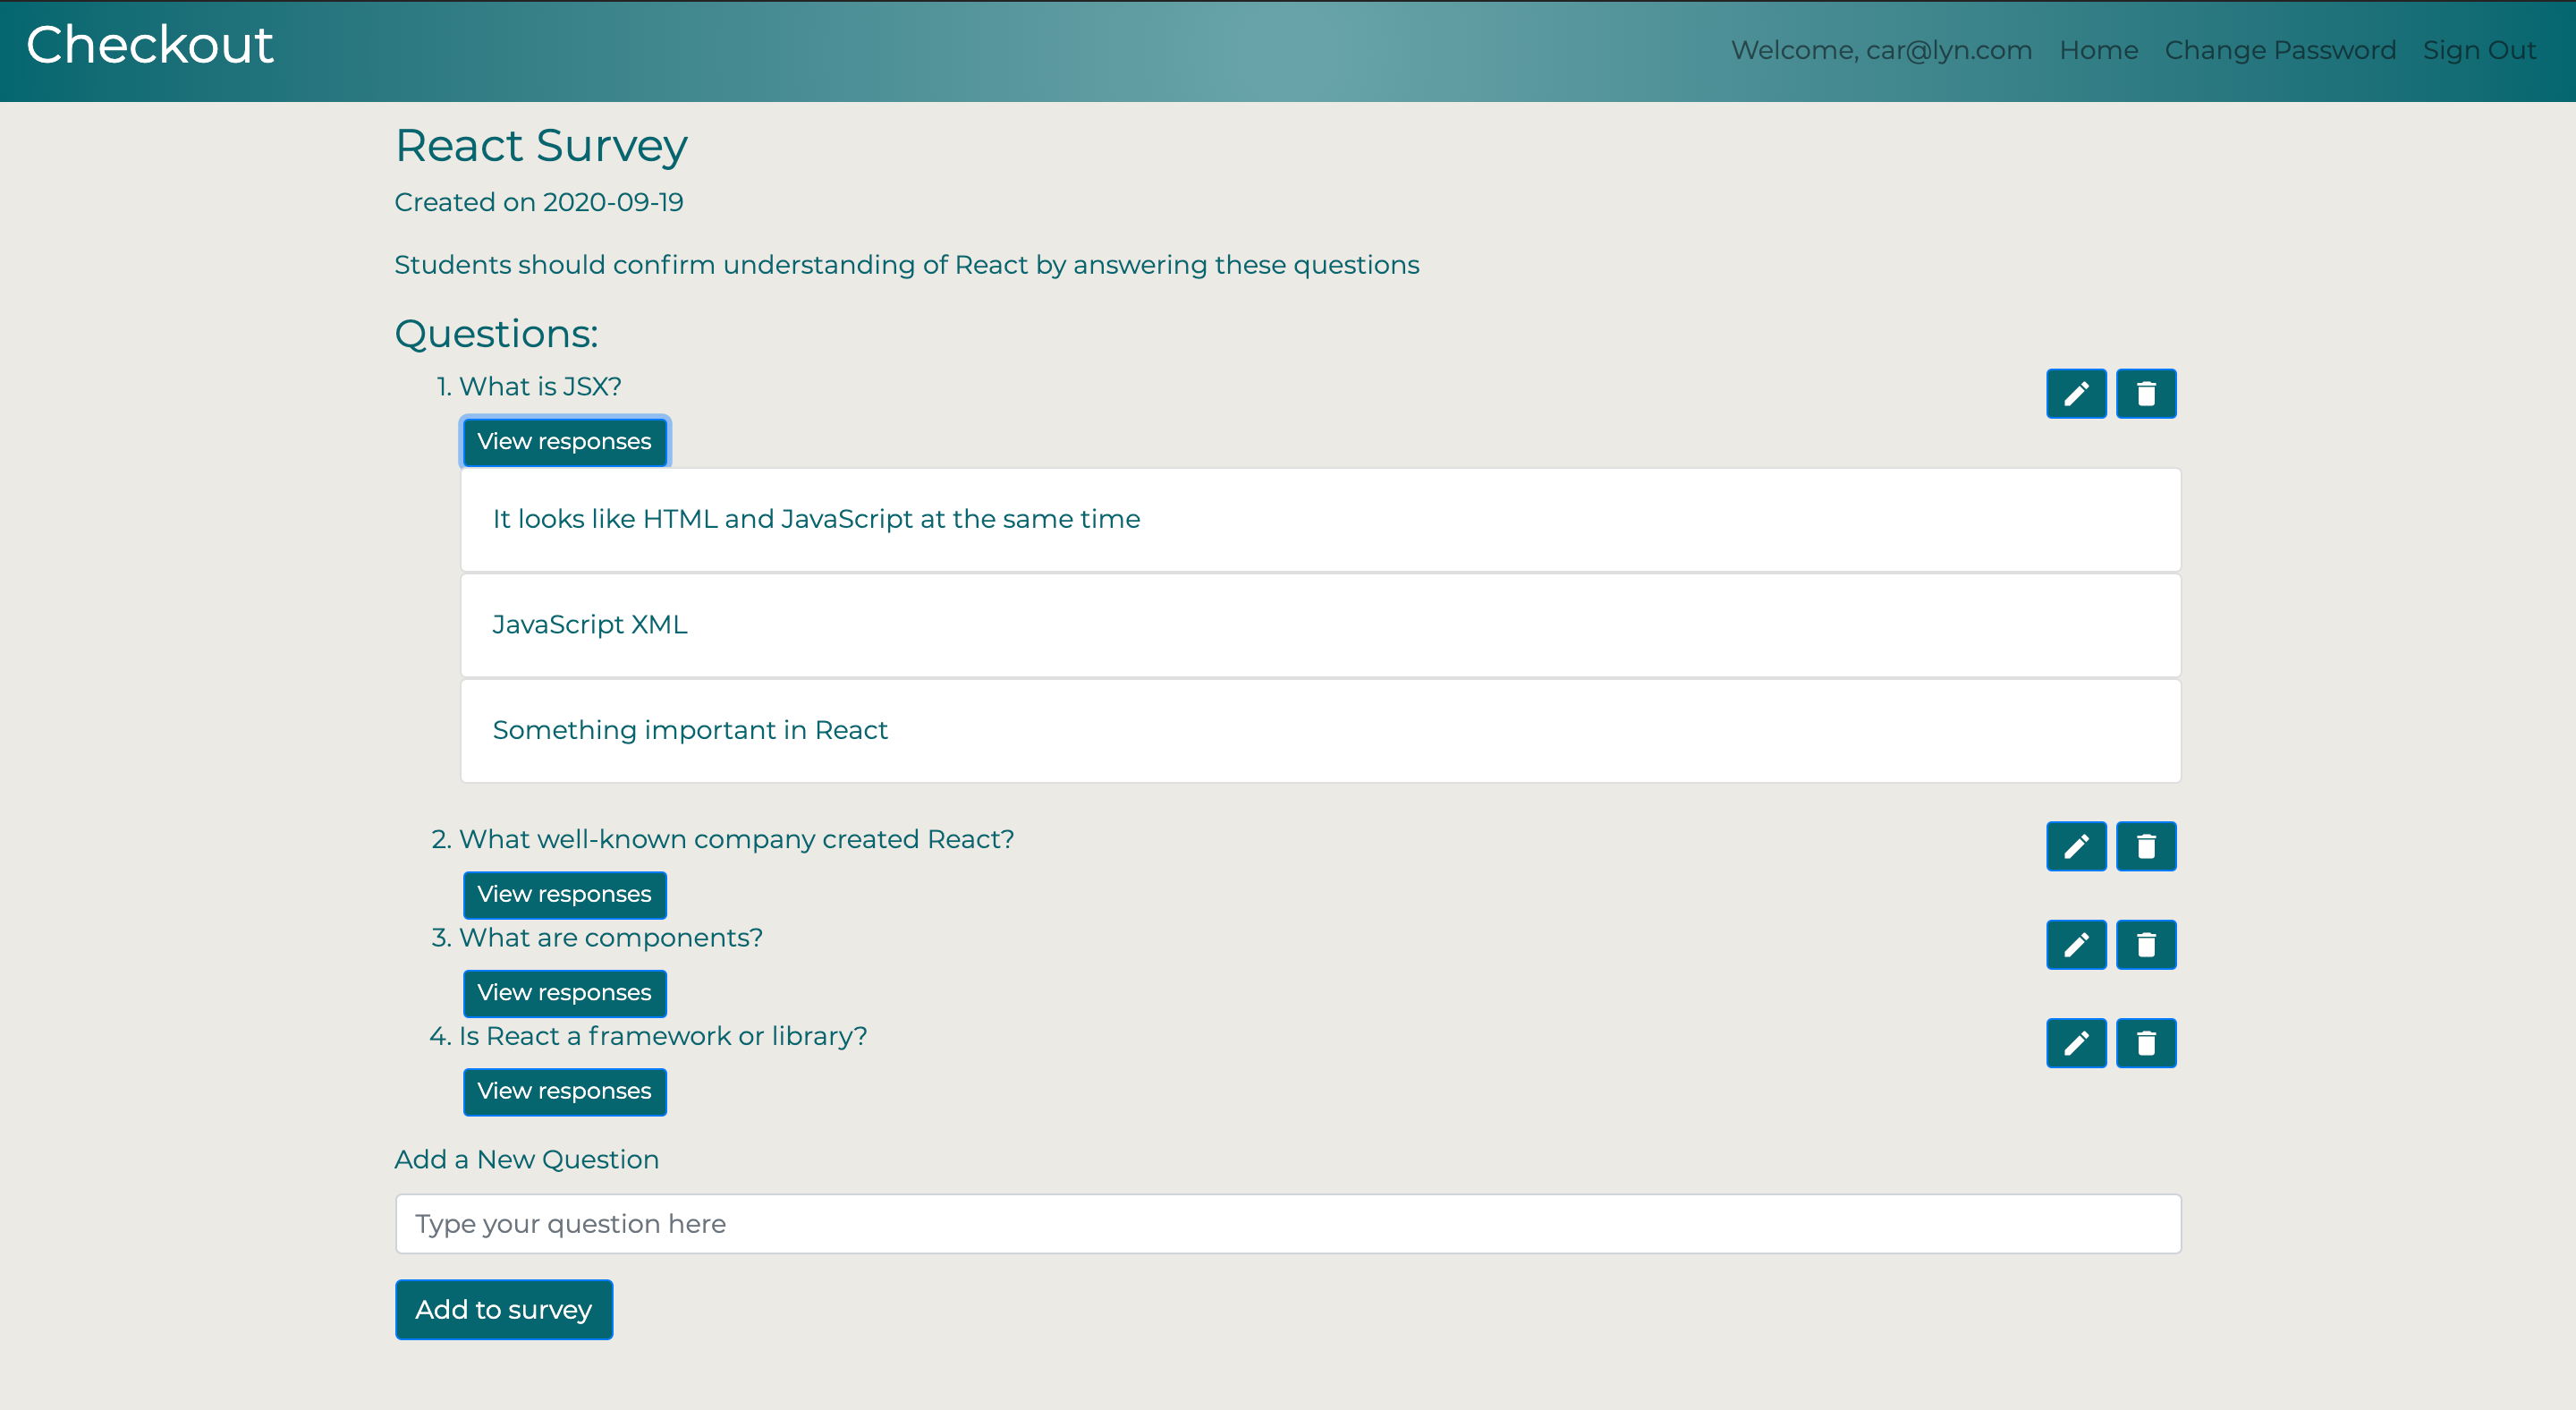 Checkout
Welcome, car@lyn.com Home Change Password Sign Out
React Survey
Created on 2020-09-19
Students should confirm understanding of React by answering these questions
Questions:
1. What is JSX?
View responses
It looks like HTML and JavaScript at the same time
JavaScript XML
Something important in React
2. What well-known company created React?
View responses
3. What are components?
View responses
4. Is React a framework or library?
View responses
Add a New Question
Type your question here
Add to survey